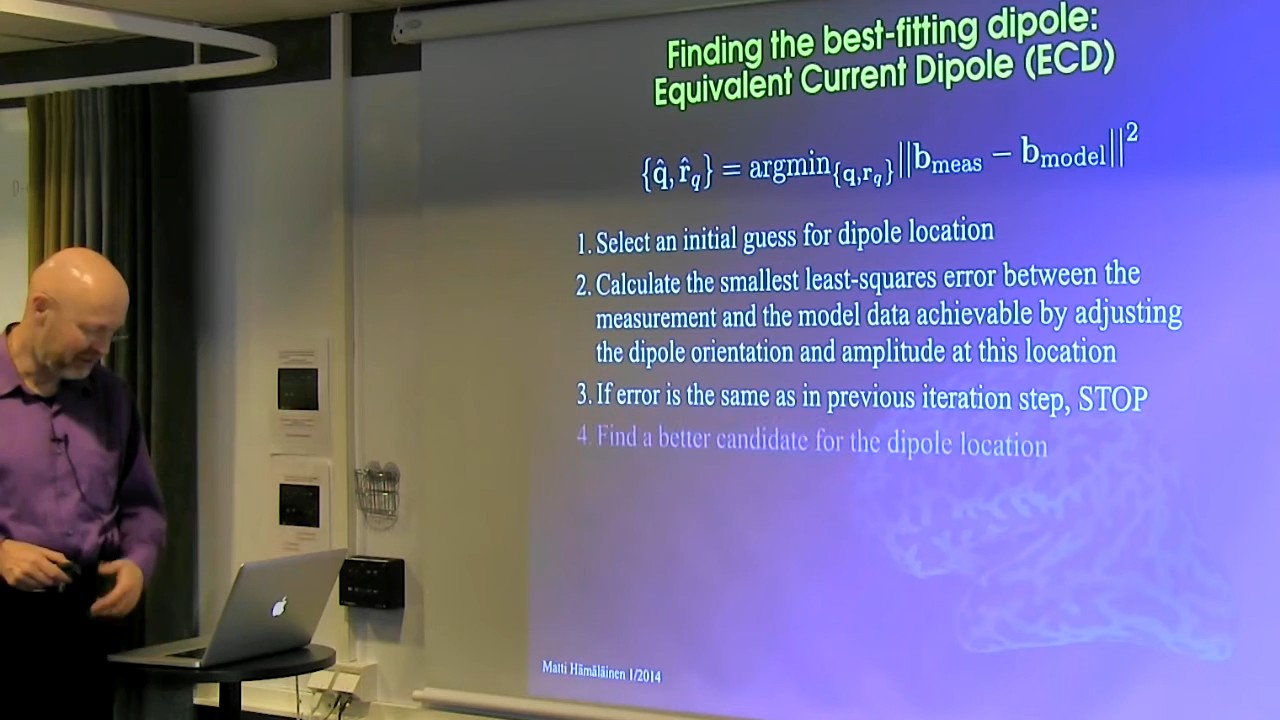 Finding the best-fitting dipole:
Equivalent Current Dipole (ECD)
{q̂, r̂_q} = argmin_{q,r_q} ||b_meas − b_model||²
1. Select an initial guess for dipole location
2. Calculate the smallest least-squares error between the
measurement and the model data achievable by adjusting
the dipole orientation and amplitude at this location
3. If error is the same as in previous iteration step, STOP
4. Find a better candidate for the dipole location
Matti Hämäläinen 1/2014